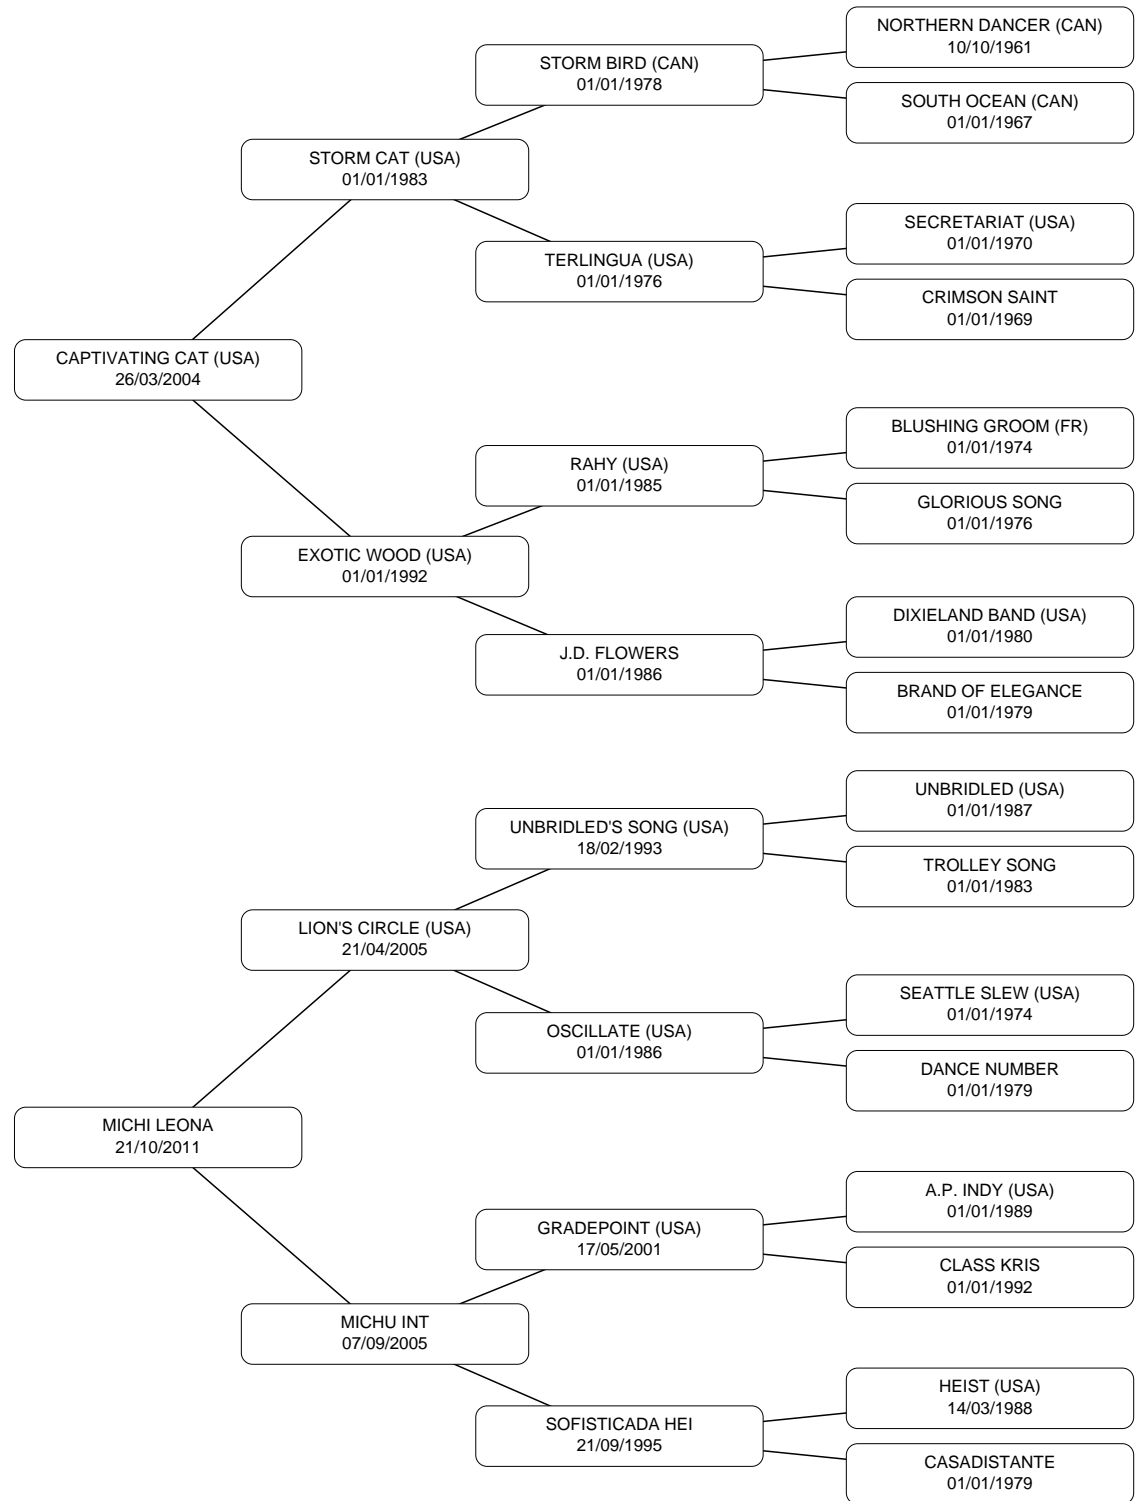 NORTHERN DANCER (CAN)
10/10/1961
STORM BIRD (CAN)
01/01/1978
SOUTH OCEAN (CAN)
01/01/1967
STORM CAT (USA)
01/01/1983
SECRETARIAT (USA)
01/01/1970
TERLINGUA (USA)
01/01/1976
CRIMSON SAINT
01/01/1969
CAPTIVATING CAT (USA)
26/03/2004
BLUSHING GROOM (FR)
01/01/1974
RAHY (USA)
01/01/1985
GLORIOUS SONG
01/01/1976
EXOTIC WOOD (USA)
01/01/1992
DIXIELAND BAND (USA)
01/01/1980
J.D. FLOWERS
01/01/1986
BRAND OF ELEGANCE
01/01/1979
UNBRIDLED (USA)
01/01/1987
UNBRIDLED'S SONG (USA)
18/02/1993
TROLLEY SONG
01/01/1983
LION'S CIRCLE (USA)
21/04/2005
SEATTLE SLEW (USA)
01/01/1974
OSCILLATE (USA)
01/01/1986
DANCE NUMBER
01/01/1979
MICHI LEONA
21/10/2011
A.P. INDY (USA)
01/01/1989
GRADEPOINT (USA)
17/05/2001
CLASS KRIS
01/01/1992
MICHU INT
07/09/2005
HEIST (USA)
14/03/1988
SOFISTICADA HEI
21/09/1995
CASADISTANTE
01/01/1979